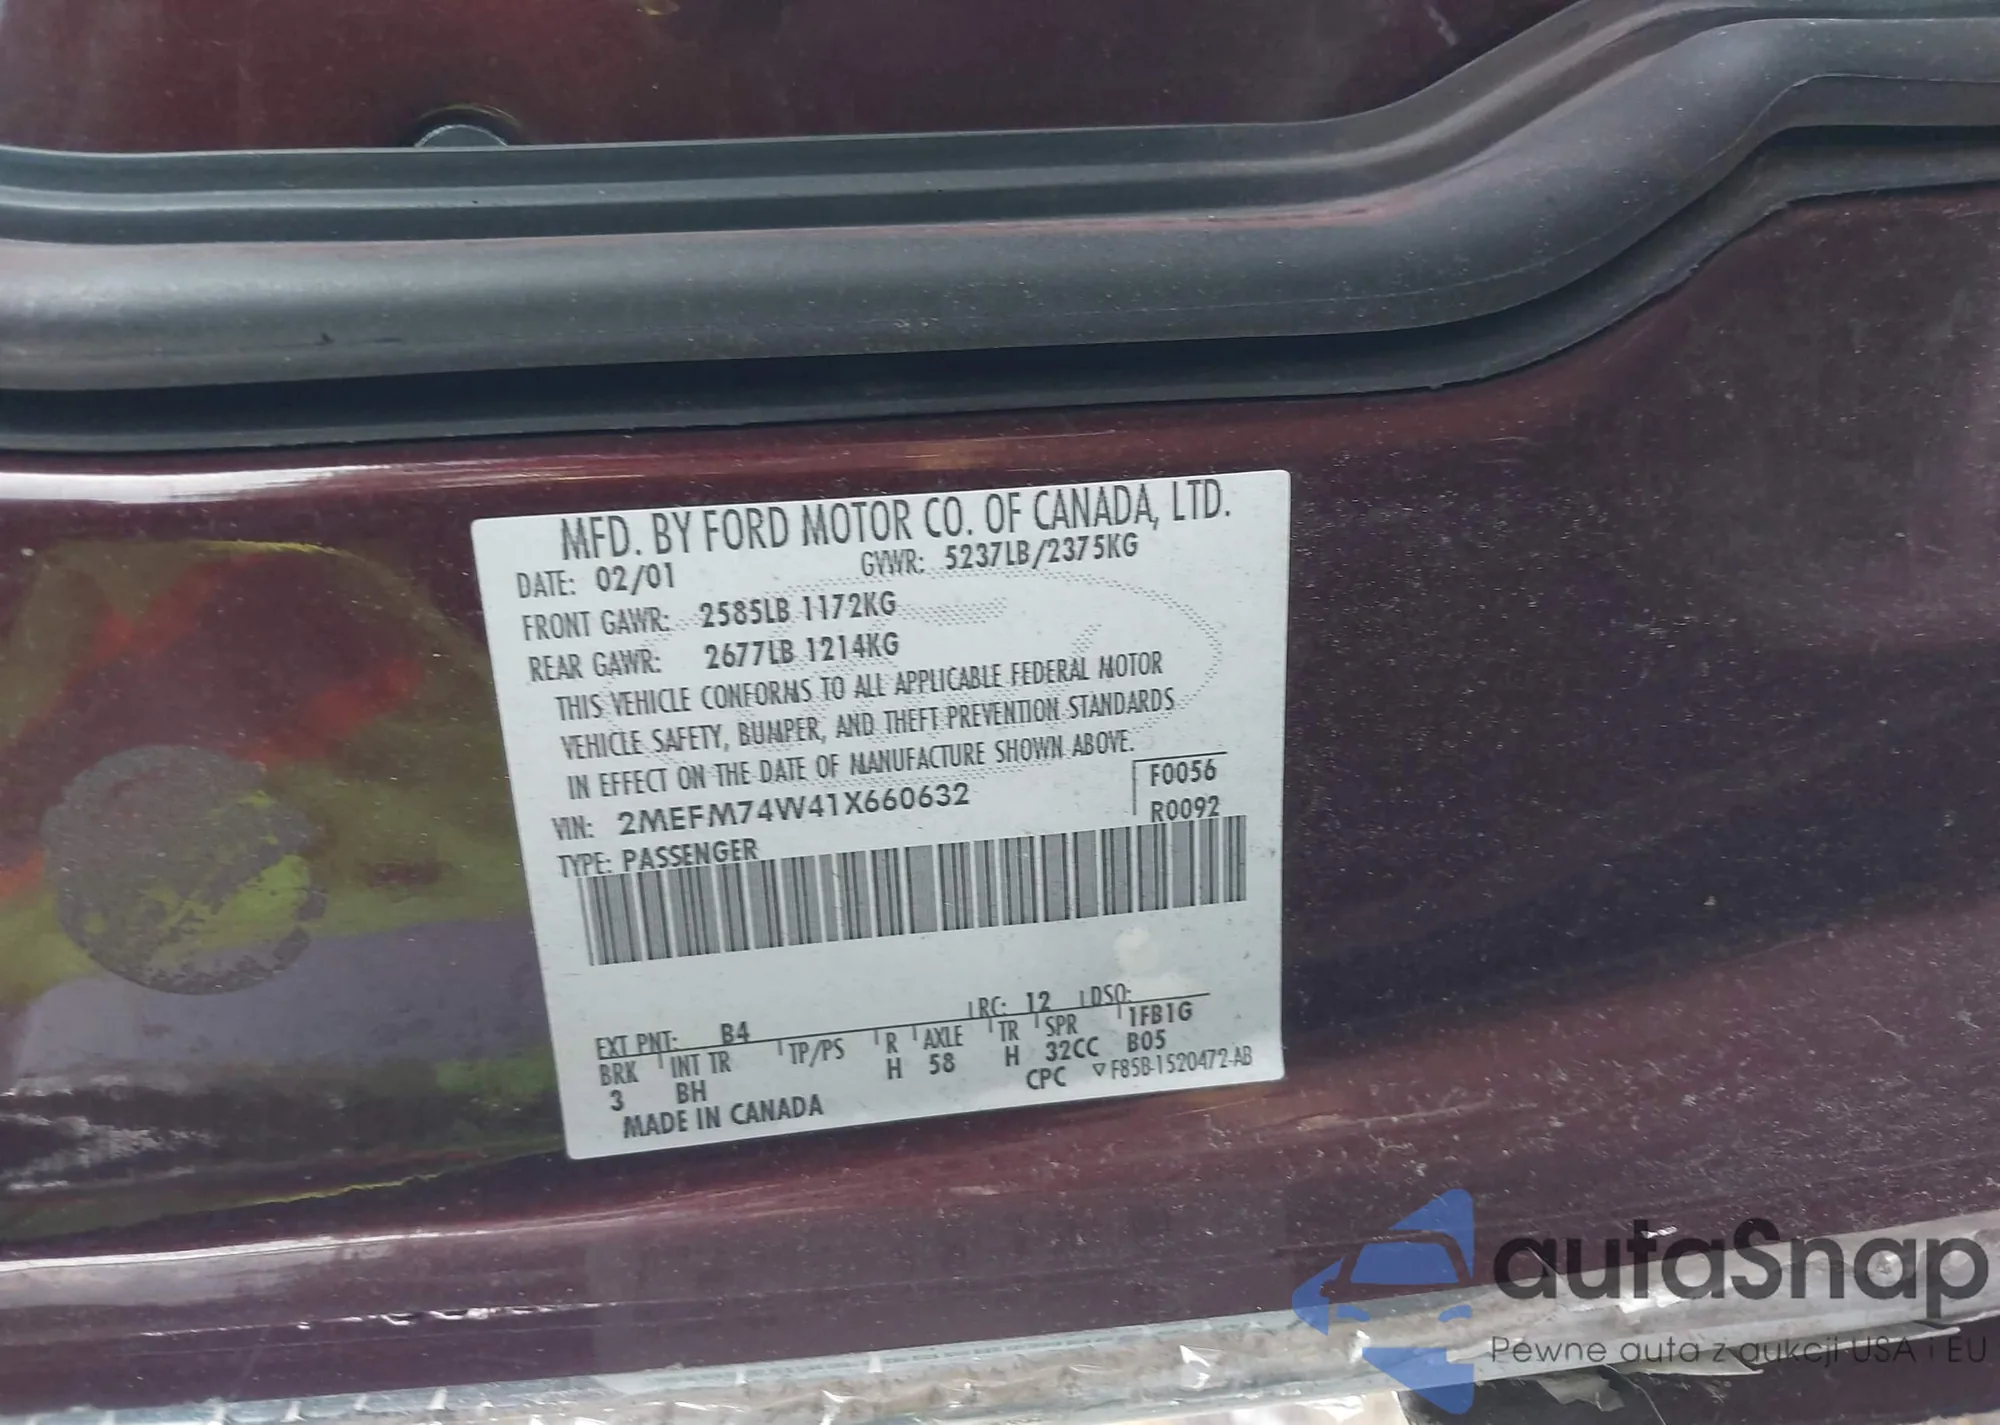 MFD. BY FORD MOTOR CO. OF CANADA, LTD.
DATE: 02/01 GVWR: 5237LB/2375KG
FRONT GAWR: 2585LB 1172KG
REAR GAWR: 2677LB 1214KG
THIS VEHICLE CONFORMS TO ALL APPLICABLE FEDERAL MOTOR
VEHICLE SAFETY, BUMPER, AND THEFT PREVENTION STANDARDS
IN EFFECT ON THE DATE OF MANUFACTURE SHOWN ABOVE.
F0056
VIN: 2MEFM74W41X660632
R0092
TYPE: PASSENGER
EXT PNT: B4 RC: 12 DSO:
BRK INT TR TP/PS R AXLE TR SPR 1FB1G
3 BH H 58 H 32CC B05
MADE IN CANADA CPC ▽ F85B-1520472-AB
autaSnap
Pewne auta z aukcji USA i EU